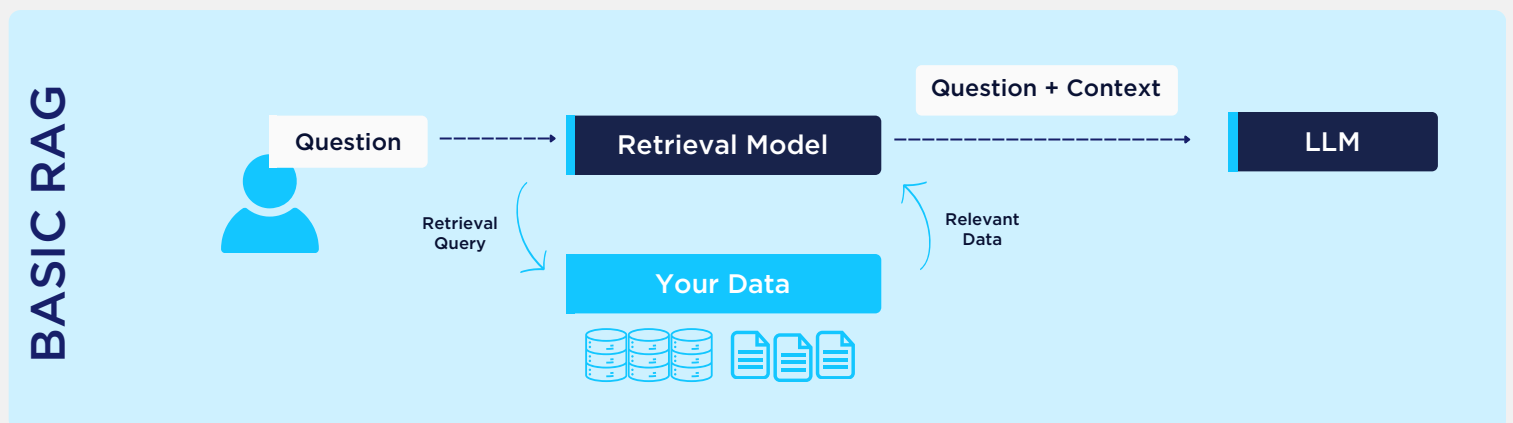 BASIC RAG
Question
Retrieval Model
Question + Context
LLM
Retrieval
Query
Relevant
Data
Your Data